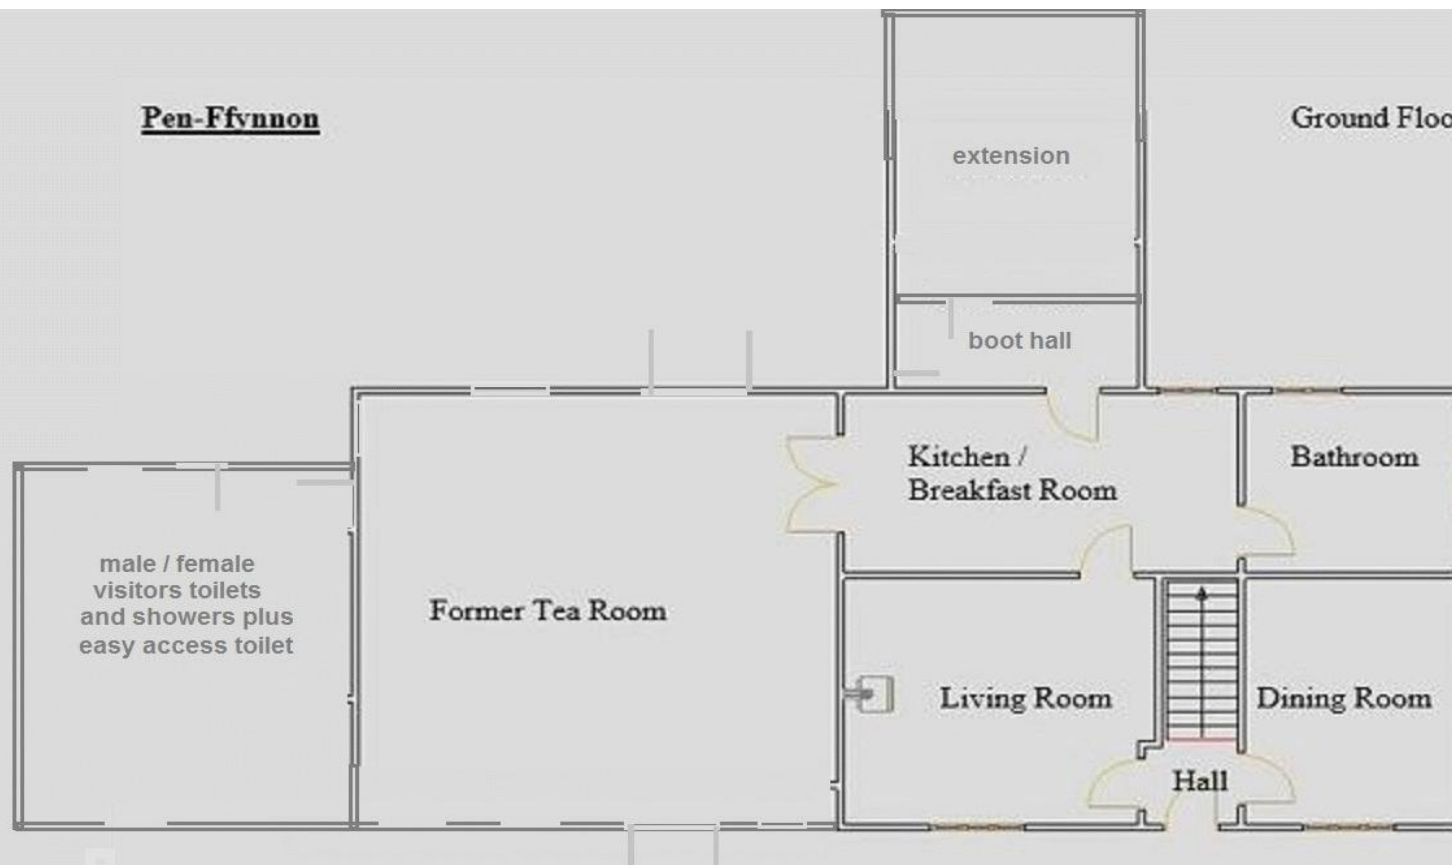 Pen-Ffynnon
Ground Floo
extension
boot hall
Kitchen /
Breakfast Room
Bathroom
male / female
visitors toilets
and showers plus
easy access toilet
Former Tea Room
Living Room
Dining Room
Hall